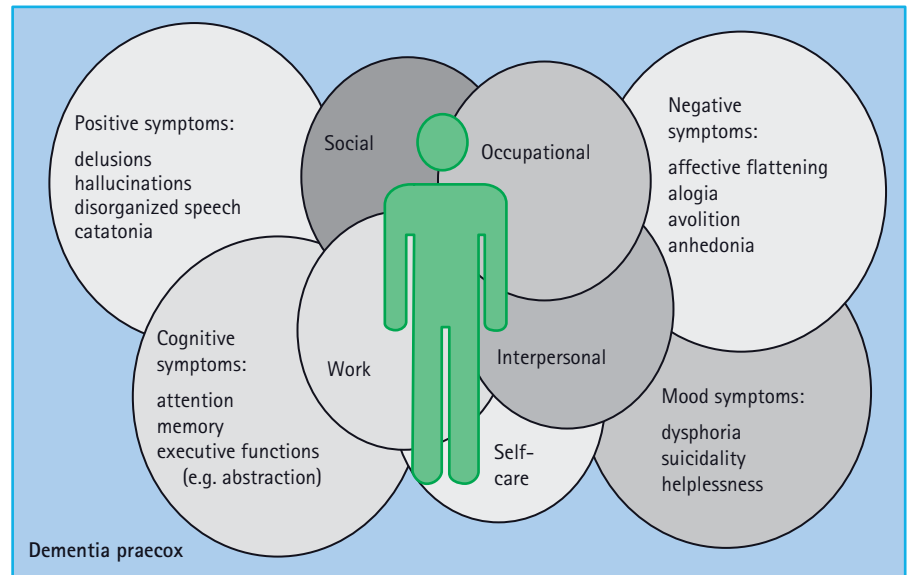 Positive symptoms:
delusions
hallucinations
disorganized speech
catatonia
Social
Occupational
Negative
symptoms:
affective flattening
alogia
avolition
anhedonia
Cognitive
symptoms:
attention
memory
executive functions
(e.g. abstraction)
Work
Interpersonal
Self-
care
Mood symptoms:
dysphoria
suicidality
helplessness
Dementia praecox